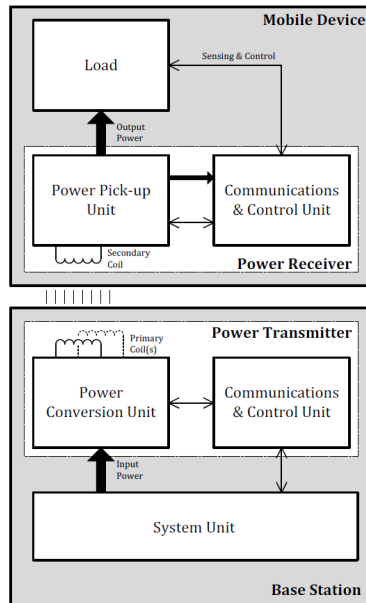 Mobile Device
Load
Sensing & Control
Output
Power
Power Pick-up
Unit
Communications
& Control Unit
Secondary
Coil
Power Receiver
Power Transmitter
Primary
Coil(s)
Power
Conversion Unit
Communications
& Control Unit
Input
Power
System Unit
Base Station